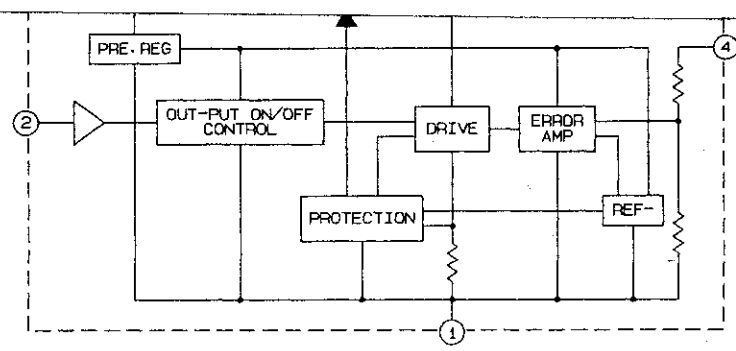 PRE.REG
4
2
OUT-PUT ON/OFF
CONTROL
DRIVE
ERROR
AMP
PROTECTION
REF-
1